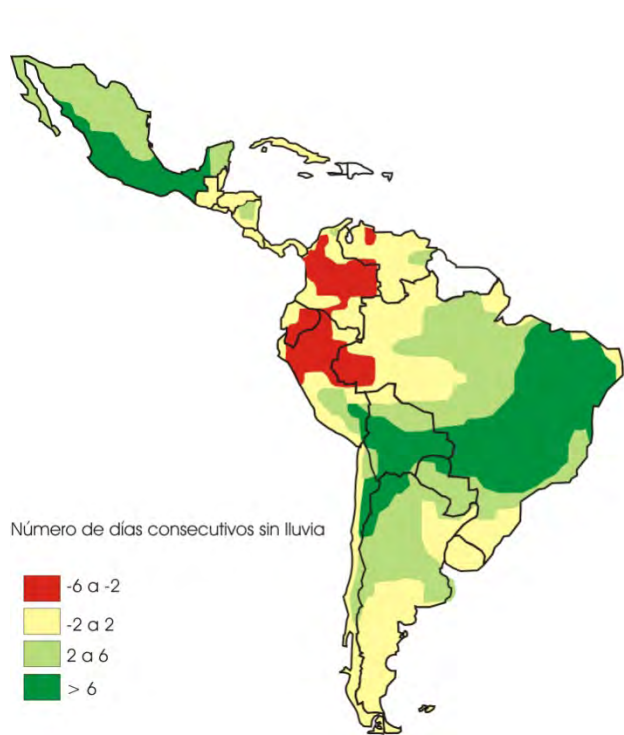 Número de días consecutivos sin lluvia
-6 a -2
-2 a 2
2 a 6
> 6